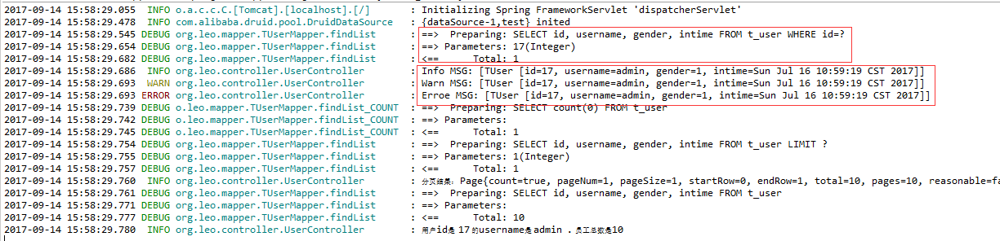 2017-09-14 15:58:29.055  INFO o.a.c.c.C.[Tomcat].[localhost].[/]       : Initializing Spring FrameworkServlet 'dispatcherServlet'
2017-09-14 15:58:29.478  INFO com.alibaba.druid.pool.DruidDataSource   : {dataSource-1,test} inited
2017-09-14 15:58:29.545 DEBUG org.leo.mapper.TUserMapper.findList      : ==>  Preparing: SELECT id, username, gender, intime FROM t_user WHERE id=?
2017-09-14 15:58:29.654 DEBUG org.leo.mapper.TUserMapper.findList      : ==> Parameters: 17(Integer)
2017-09-14 15:58:29.682 DEBUG org.leo.mapper.TUserMapper.findList      : <==      Total: 1
2017-09-14 15:58:29.686  INFO org.leo.controller.UserController        : Info MSG: [TUser [id=17, username=admin, gender=1, intime=Sun Jul 16 10:59:19 CST 2017]]
2017-09-14 15:58:29.693  WARN org.leo.controller.UserController        : Warn MSG: [TUser [id=17, username=admin, gender=1, intime=Sun Jul 16 10:59:19 CST 2017]]
2017-09-14 15:58:29.693 ERROR org.leo.controller.UserController        : Erroe MSG: [TUser [id=17, username=admin, gender=1, intime=Sun Jul 16 10:59:19 CST 2017]]
2017-09-14 15:58:29.739 DEBUG o.leo.mapper.TUserMapper.findList_COUNT  : ==>  Preparing: SELECT count(0) FROM t_user
2017-09-14 15:58:29.742 DEBUG o.leo.mapper.TUserMapper.findList_COUNT  : ==> Parameters:
2017-09-14 15:58:29.745 DEBUG o.leo.mapper.TUserMapper.findList_COUNT  : <==      Total: 1
2017-09-14 15:58:29.754 DEBUG org.leo.mapper.TUserMapper.findList      : ==>  Preparing: SELECT id, username, gender, intime FROM t_user LIMIT ?
2017-09-14 15:58:29.755 DEBUG org.leo.mapper.TUserMapper.findList      : ==> Parameters: 1(Integer)
2017-09-14 15:58:29.757 DEBUG org.leo.mapper.TUserMapper.findList      : <==      Total: 1
2017-09-14 15:58:29.760  INFO org.leo.controller.UserController        : 分页结果：Page{count=true, pageNum=1, pageSize=1, startRow=0, endRow=1, total=10, pages=10, reasonable=fa
2017-09-14 15:58:29.761 DEBUG org.leo.mapper.TUserMapper.findList      : ==>  Preparing: SELECT id, username, gender, intime FROM t_user
2017-09-14 15:58:29.771 DEBUG org.leo.mapper.TUserMapper.findList      : ==> Parameters:
2017-09-14 15:58:29.777 DEBUG org.leo.mapper.TUserMapper.findList      : <==      Total: 10
2017-09-14 15:58:29.780  INFO org.leo.controller.UserController        : 用户id是 17 的username是 admin . 员工总数是10